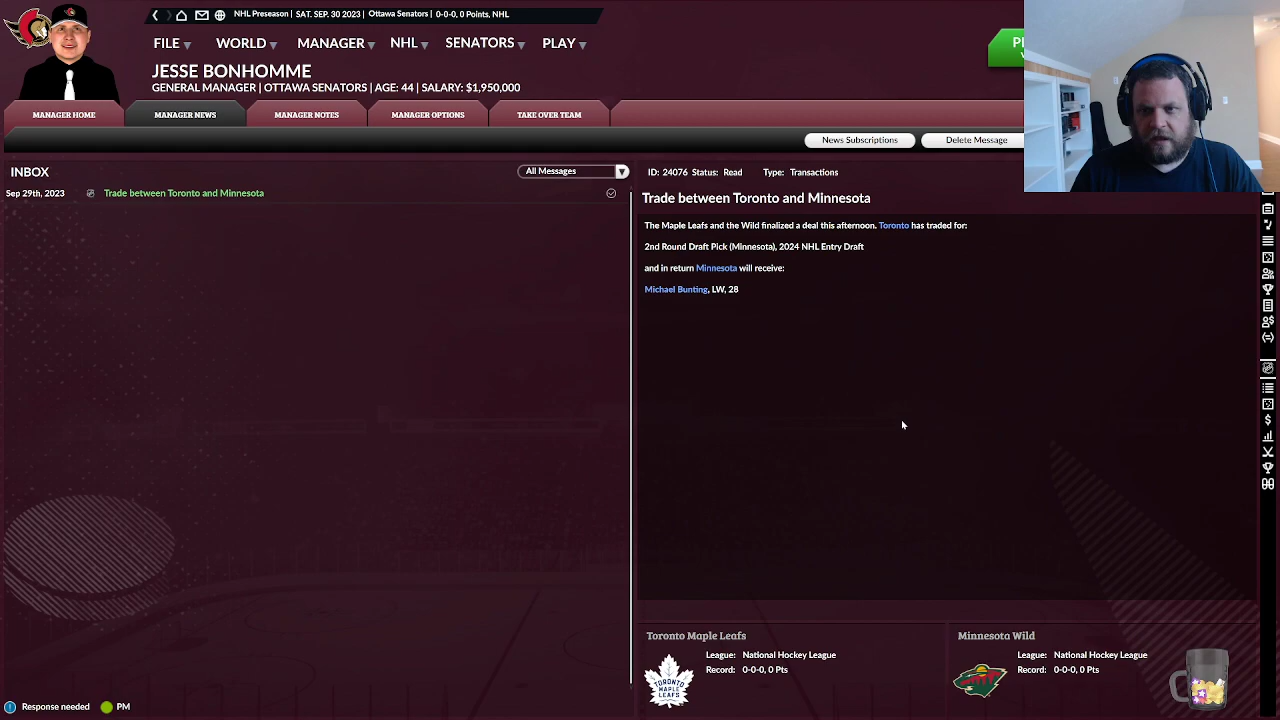 NHL Preseason | SAT. SEP. 30 2023 | Ottawa Senators | 0-0-0, 0 Points, NHL
FILE WORLD MANAGER NHL SENATORS PLAY
JESSE BONHOMME
GENERAL MANAGER | OTTAWA SENATORS | AGE: 44 | SALARY: $1,950,000
MANAGER HOME MANAGER NEWS MANAGER NOTES MANAGER OPTIONS TAKE OVER TEAM
News Subscriptions Delete Message
INBOX All Messages
Sep 29th, 2023 Trade between Toronto and Minnesota
ID: 24076 Status: Read Type: Transactions
Trade between Toronto and Minnesota
The Maple Leafs and the Wild finalized a deal this afternoon. Toronto has traded for:
2nd Round Draft Pick (Minnesota), 2024 NHL Entry Draft
and in return Minnesota will receive:
Michael Bunting, LW, 28
Toronto Maple Leafs
League: National Hockey League
Record: 0-0-0, 0 Pts
TORONTO
MAPLE
LEAFS
Minnesota Wild
League: National Hockey League
Record: 0-0-0, 0 Pts
Response needed PM